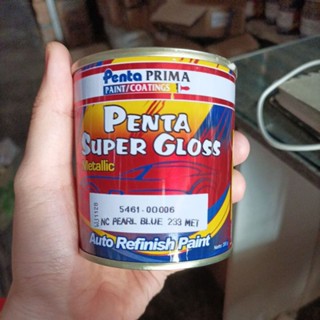 Penta PRIMA
PAINT/COATINGS
PENTA
SUPER GLOSS
Metallic
5461-00006
NC PEARL BLUE 233 MET
Auto Refinish Paint